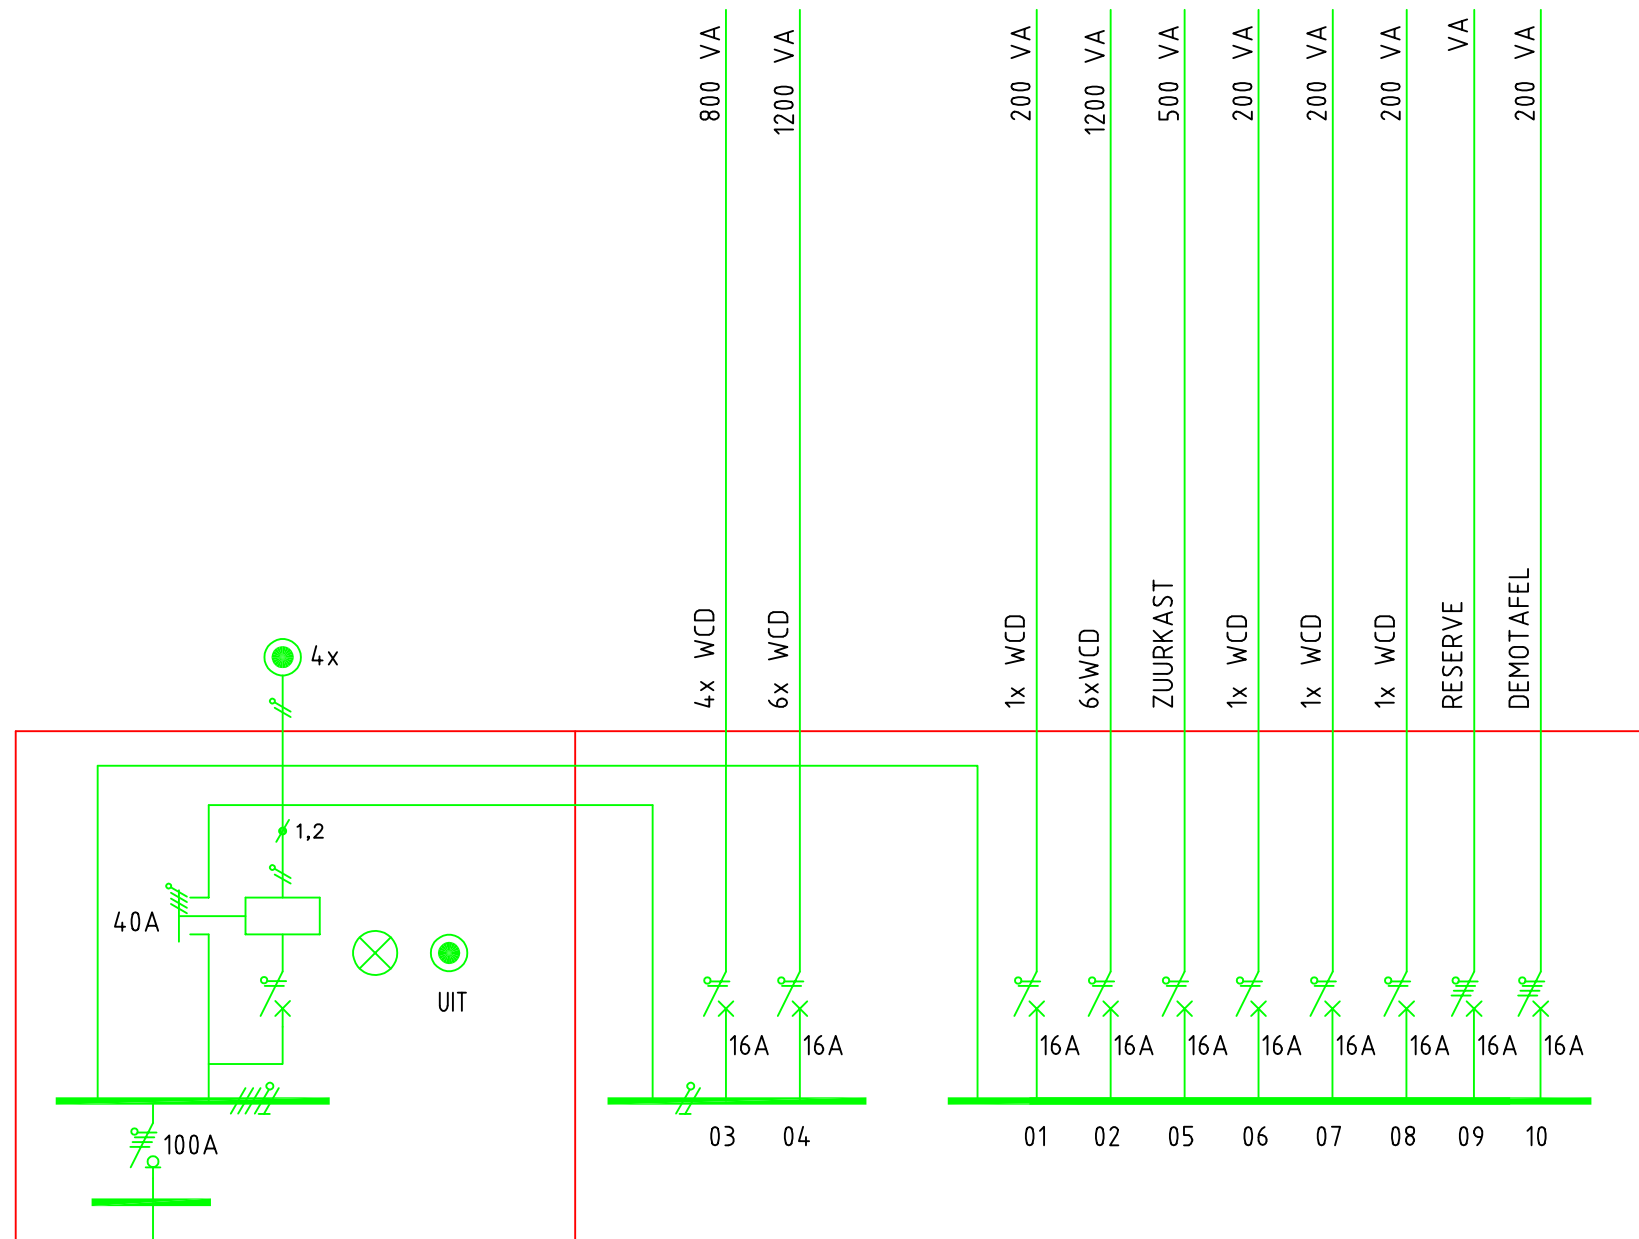 800 VA
1200 VA
200 VA
1200 VA
500 VA
200 VA
200 VA
200 VA
VA
200 VA
4x WCD
6x WCD
1x WCD
6xWCD
ZUURKAST
1x WCD
1x WCD
1x WCD
RESERVE
DEMOTAFEL
4x
1,2
40A
UIT
16A
16A
16A
16A
16A
16A
16A
16A
16A
16A
100A
03
04
01
02
05
06
07
08
09
10